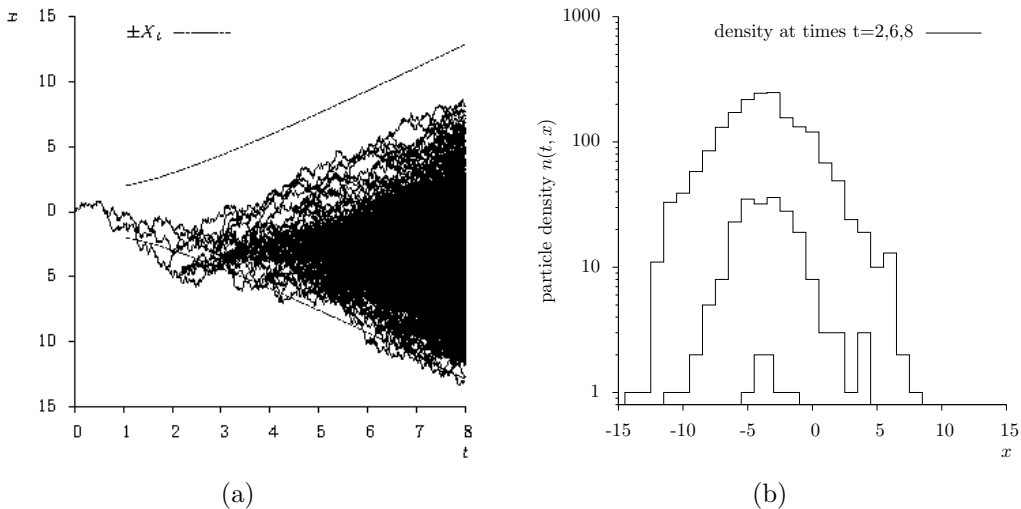 x
15
±X_t
10
5
0
5
10
15
0 1 2 3 4 5 6 7 8
t
(a)
1000
density at times t=2,6,8
100
particle density n(t, x)
10
1
-15 -10 -5 0 5 10 15
x
(b)